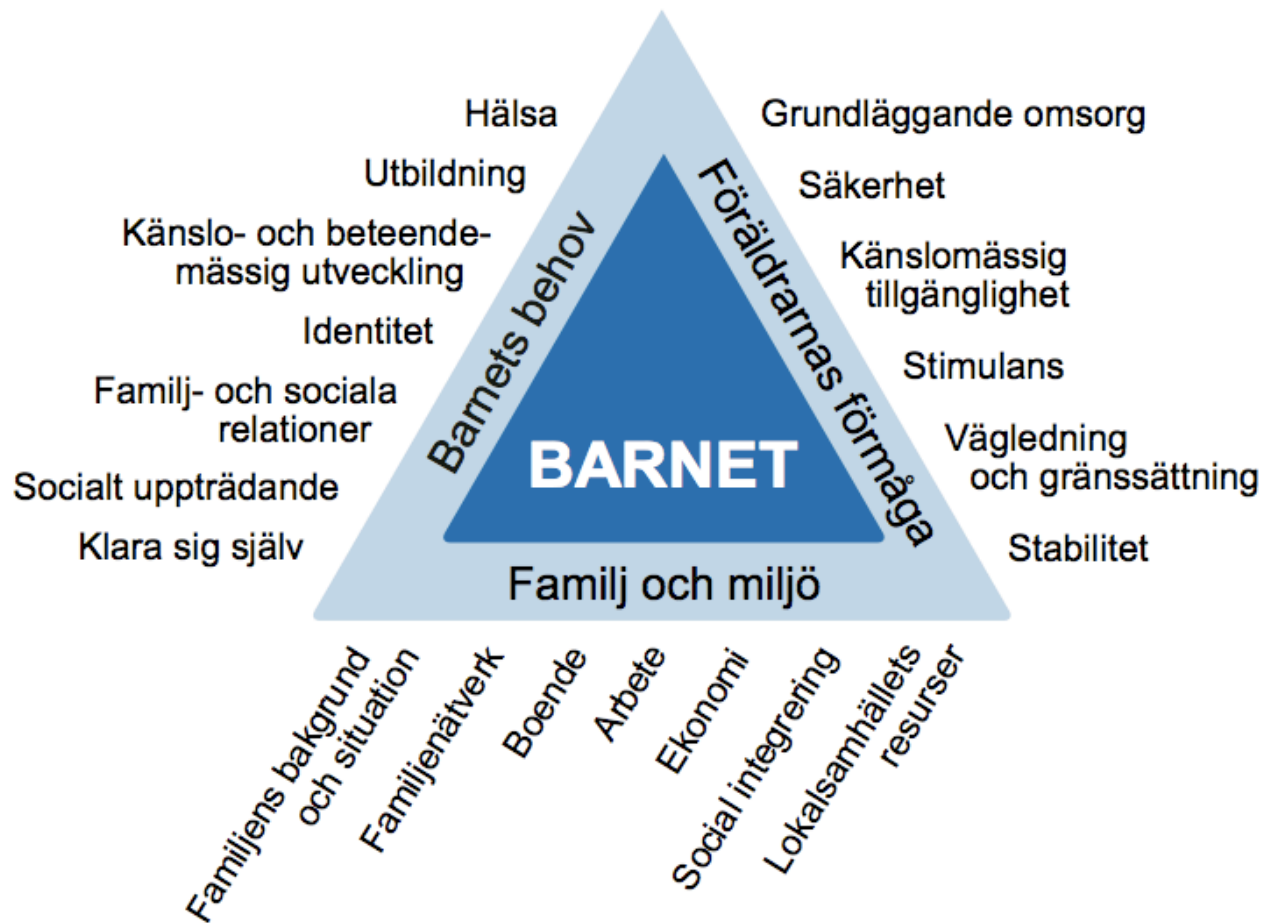 Hälsa
Utbildning
Känslo- och beteende-
mässig utveckling
Identitet
Familj- och sociala
relationer
Socialt uppträdande
Klara sig själv
Barnets behov
BARNET
Föräldrarnas förmåga
Grundläggande omsorg
Säkerhet
Känslomässig
tillgänglighet
Stimulans
Vägledning
och gränssättning
Stabilitet
Familj och miljö
Familjens bakgrund
och situation
Familjenätverk
Boende
Arbete
Ekonomi
Social integrering
Lokalsamhällets
resurser